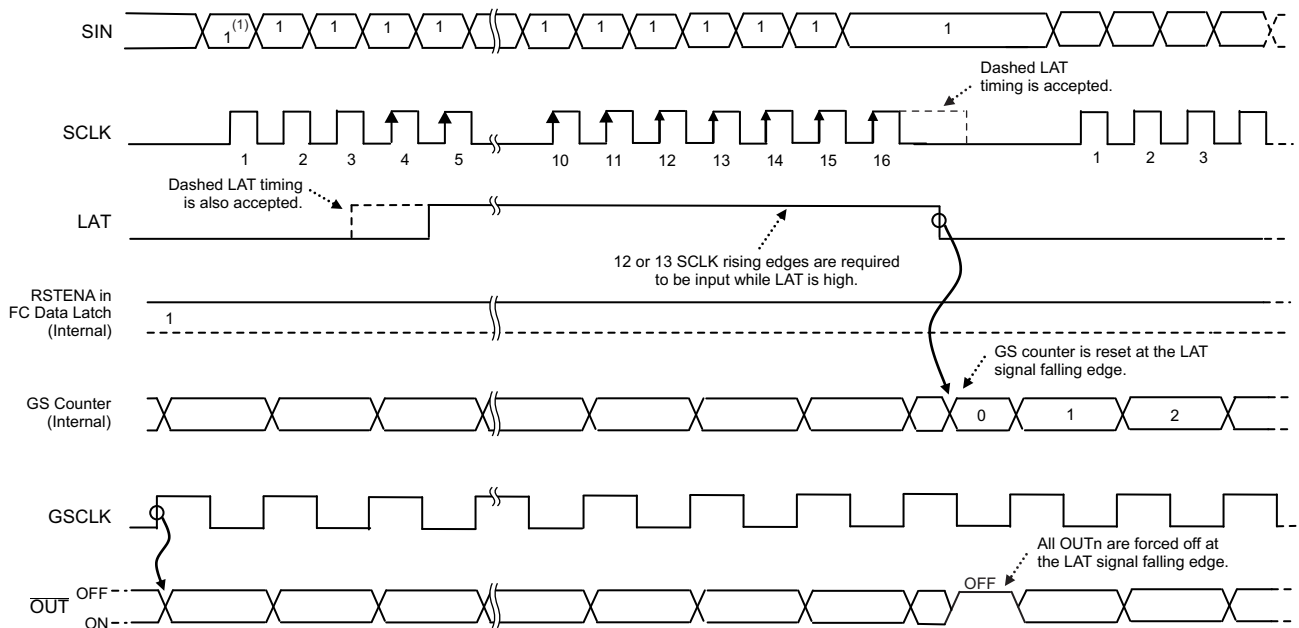 SIN
1(1) 1 1 1 1 1 1 1 1 1 1 1
Dashed LAT
timing is accepted.
SCLK
1 2 3 4 5 10 11 12 13 14 15 16 1 2 3
Dashed LAT timing
is also accepted.
LAT
12 or 13 SCLK rising edges are required
to be input while LAT is high.
RSTENA in
FC Data Latch
(Internal)
1
GS counter is reset at the LAT
signal falling edge.
GS Counter
(Internal)
0 1 2
GSCLK
All OUTn are forced off at
the LAT signal falling edge.
OUT
OFF
OFF
ON